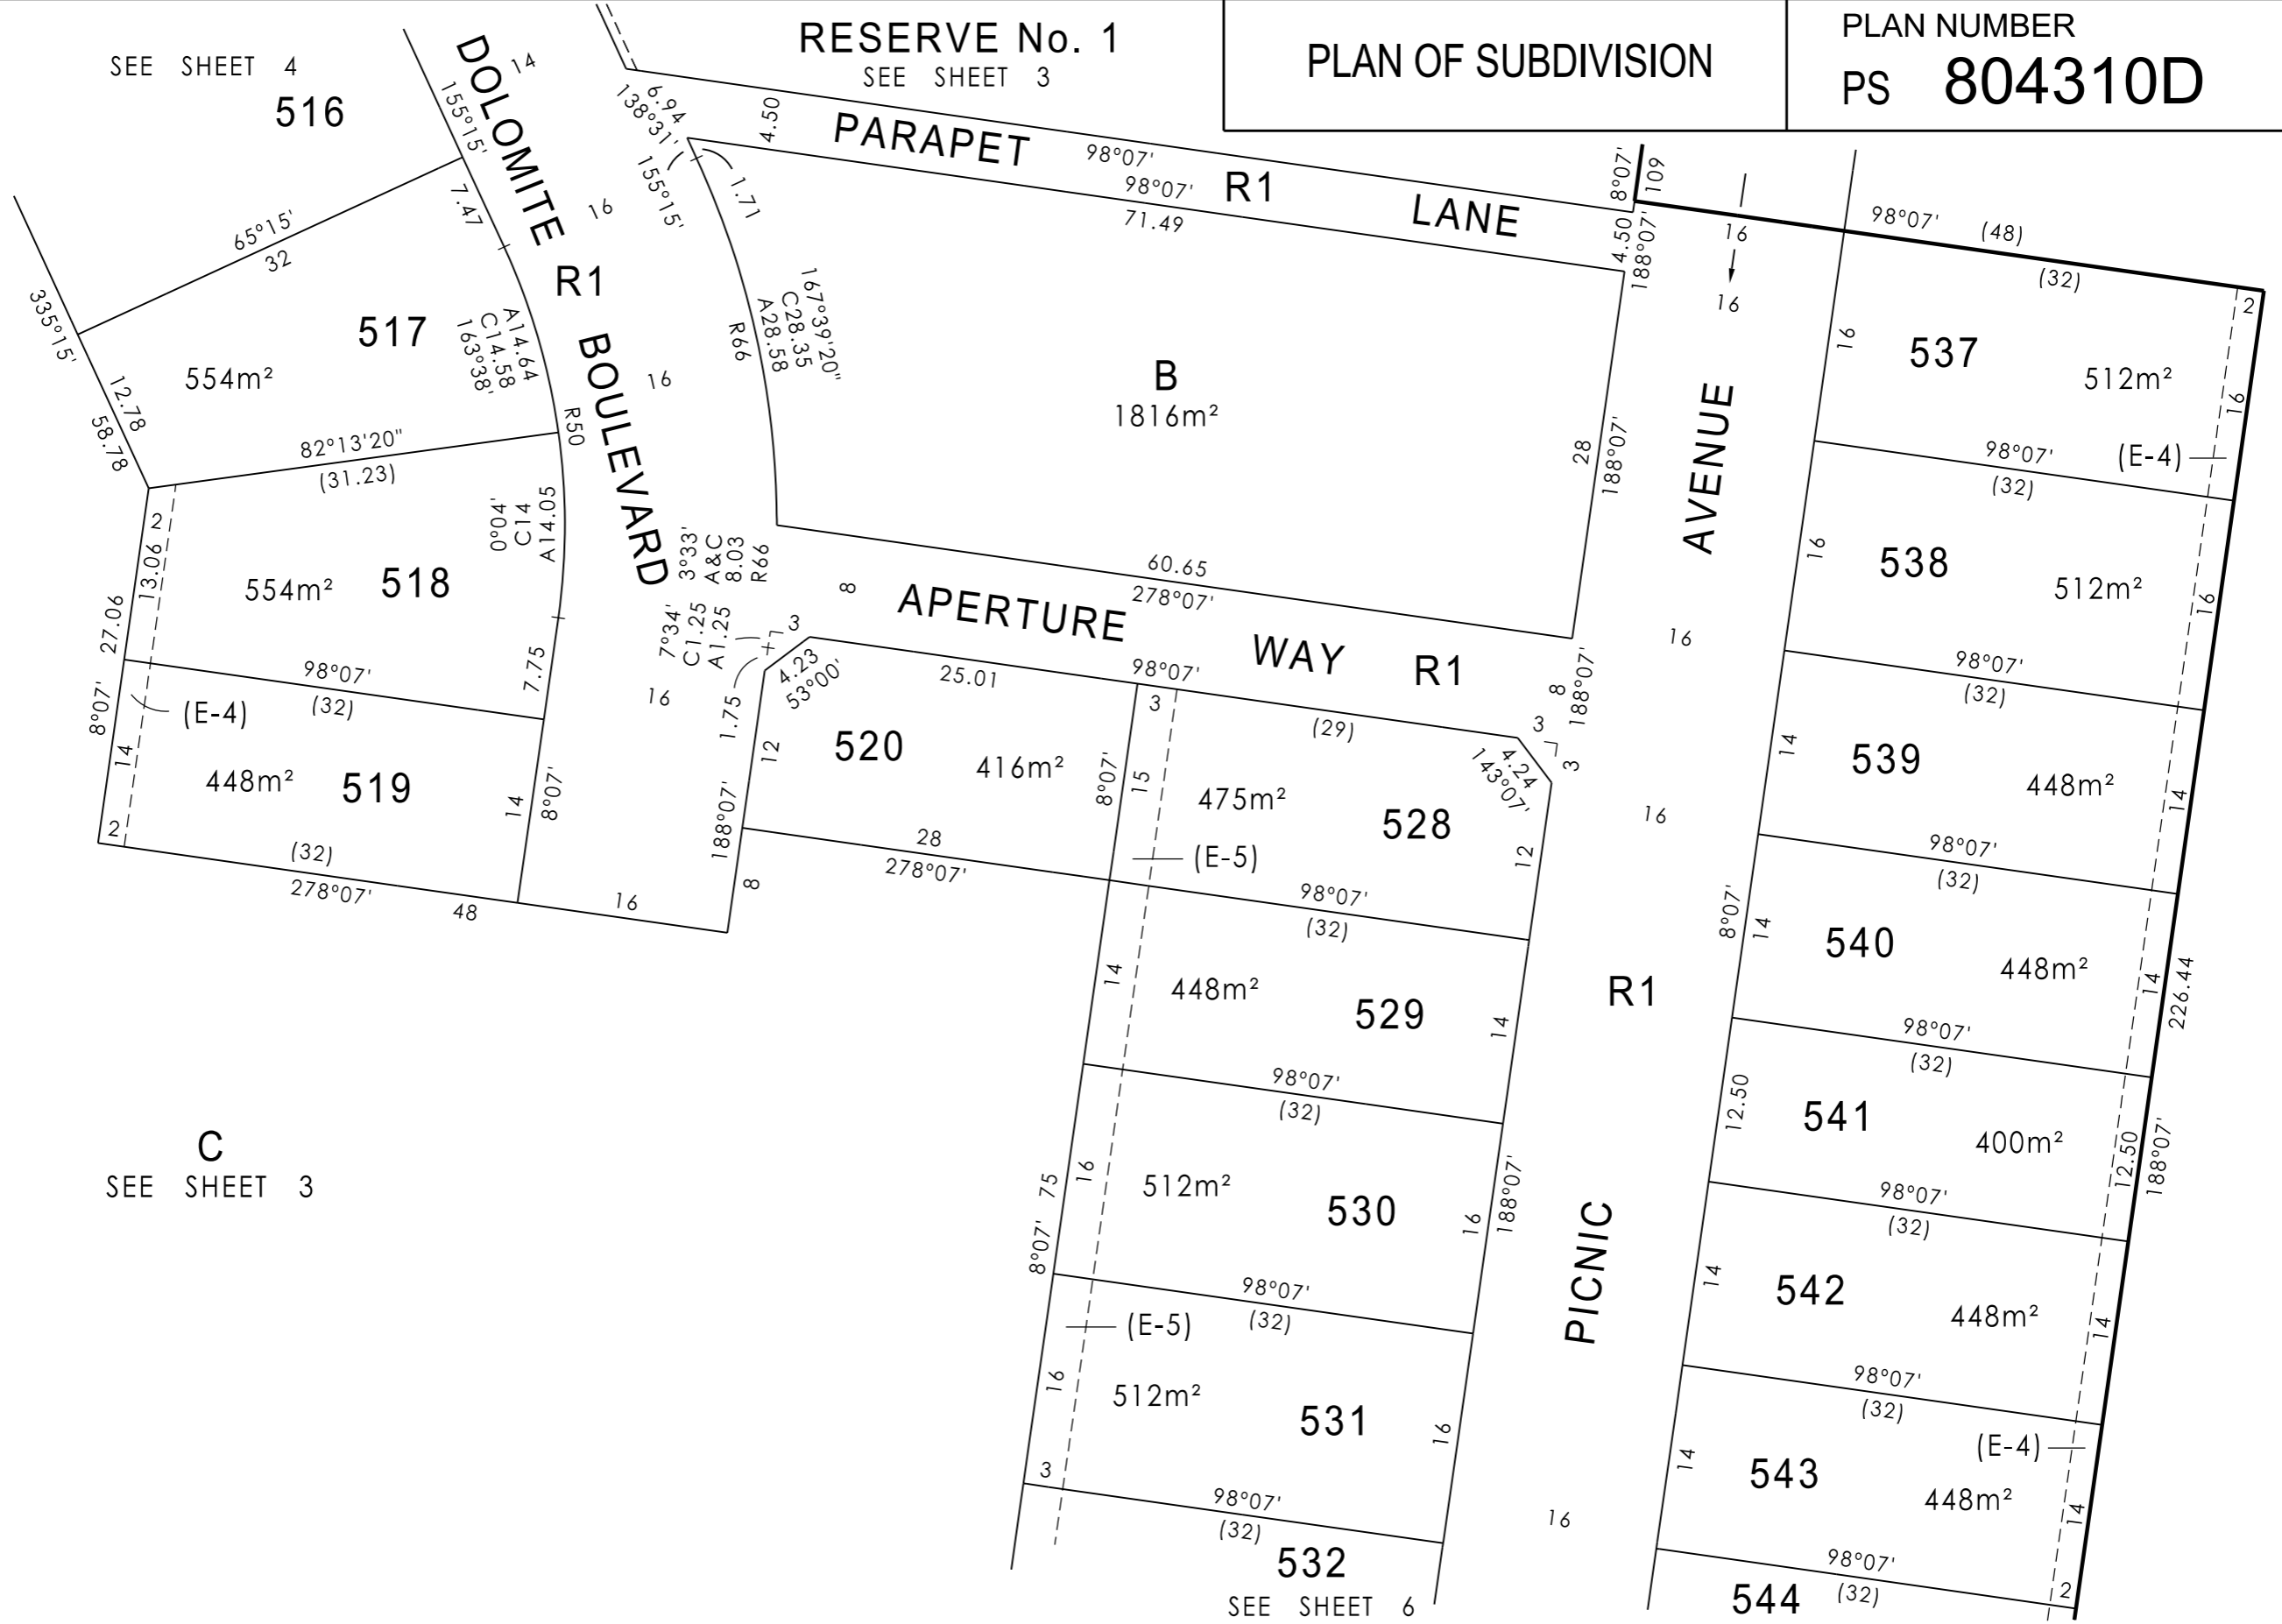 SEE SHEET 4
516
RESERVE No. 1
SEE SHEET 3
PLAN OF SUBDIVISION
PLAN NUMBER
PS 804310D
DOLOMITE
BOULEVARD
R1
14
155°15'
7.47
16
16
16
16
6.94
138°31'
155°15'
1.71
4.50
PARAPET
LANE
98°07'
R1
98°07'
71.49
8°07'
109
4.50
188°07'
65°15'
32
335°15'
12.78
58.78
517
554m²
A14.64
C14.58
163°38'
R50
82°13'20"
(31.23)
2
13.06
27.06
554m²
518
0°04'
C14
A14.05
7.75
98°07'
(32)
(E-4)
8°07'
14
448m²
519
14
8°07'
2
(32)
278°07'
48
R66
167°39'20"
C28.35
A28.58
B
1816m²
28
188°07'
60.65
278°07'
3°33'
A&C
8.03
R66
7°34'
C1.25
A1.25
3
8
APERTURE
WAY
R1
4.23
53°00'
1.75
12
188°07'
8
25.01
98°07'
520
416m²
28
278°07'
8°07'
15
3
(29)
475m²
528
(E-5)
4.24
143°07'
3
3
8
188°07'
12
98°07'
(32)
14
448m²
529
14
98°07'
(32)
8°07'
75
16
512m²
530
16
188°07'
98°07'
(32)
(E-5)
16
512m²
531
16
3
98°07'
(32)
532
SEE SHEET 6
C
SEE SHEET 3
PICNIC
AVENUE
R1
16
16
16
16
16
98°07'
(48)
(32)
2
16
537
512m²
16
(E-4)
98°07'
(32)
16
538
512m²
16
98°07'
(32)
14
539
448m²
14
98°07'
(32)
8°07'
14
540
448m²
14
226.44
98°07'
(32)
12.50
541
400m²
12.50
188°07'
98°07'
(32)
14
542
448m²
14
98°07'
(32)
(E-4)
14
543
448m²
14
98°07'
(32)
2
544